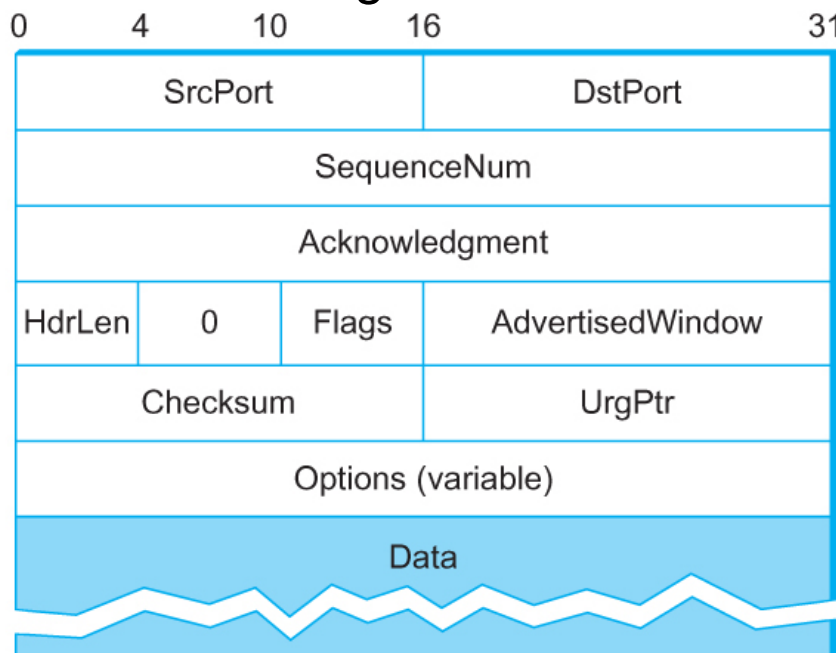 0 4 10 16 31
SrcPort DstPort
SequenceNum
Acknowledgment
HdrLen 0 Flags AdvertisedWindow
Checksum UrgPtr
Options (variable)
Data